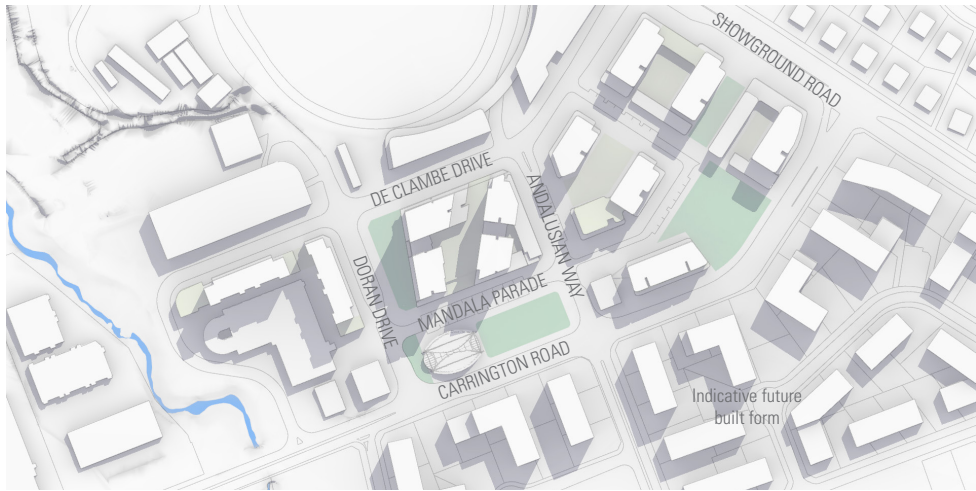 SHOWGROUND ROAD
DE CLAMBE DRIVE
ANDALUSIAN WAY
DORAN DRIVE
MANDALA PARADE
CARRINGTON ROAD
Indicative future
built form